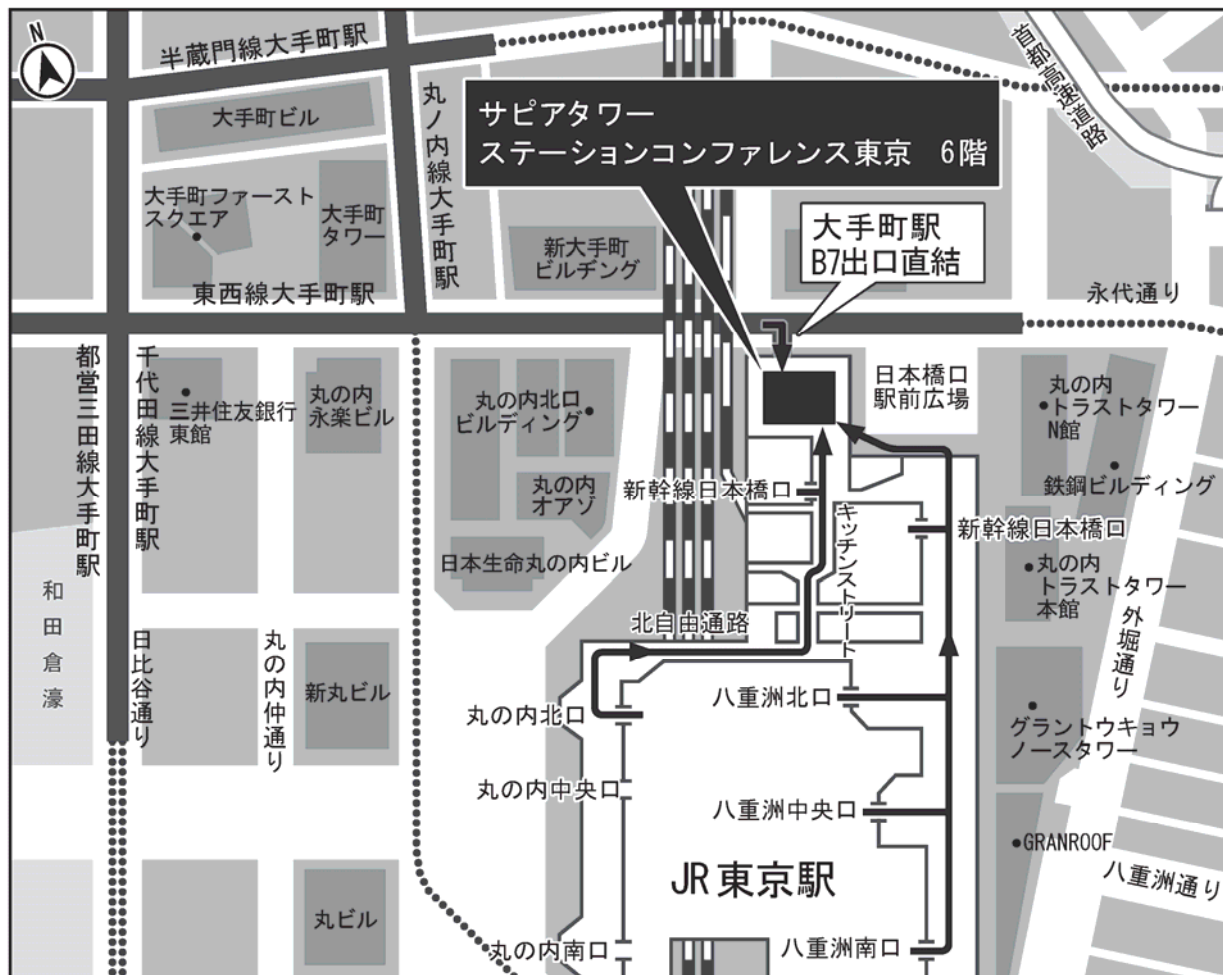 N
半蔵門線大手町駅
首都高速道路
大手町ビル
丸ノ内線大手町駅
サピアタワー
ステーションコンファレンス東京 6階
大手町ファースト
スクエア
大手町
タワー
新大手町
ビルヂング
大手町駅
B7出口直結
東西線大手町駅
永代通り
都営三田線大手町駅
千代田線大手町駅
三井住友銀行
東館
丸の内
永楽ビル
丸の内北口
ビルディング
日本橋口
駅前広場
丸の内
トラストタワー
N館
丸の内
オアゾ
新幹線日本橋口
キッチンストリート
鉄鋼ビルディング
新幹線日本橋口
日本生命丸の内ビル
丸の内
トラストタワー
本館
和田倉濠
北自由通路
外堀通り
日比谷通り
丸の内仲通り
新丸ビル
丸の内北口
八重洲北口
グラントウキョウ
ノースタワー
丸の内中央口
八重洲中央口
GRANROOF
JR東京駅
八重洲通り
丸ビル
丸の内南口
八重洲南口